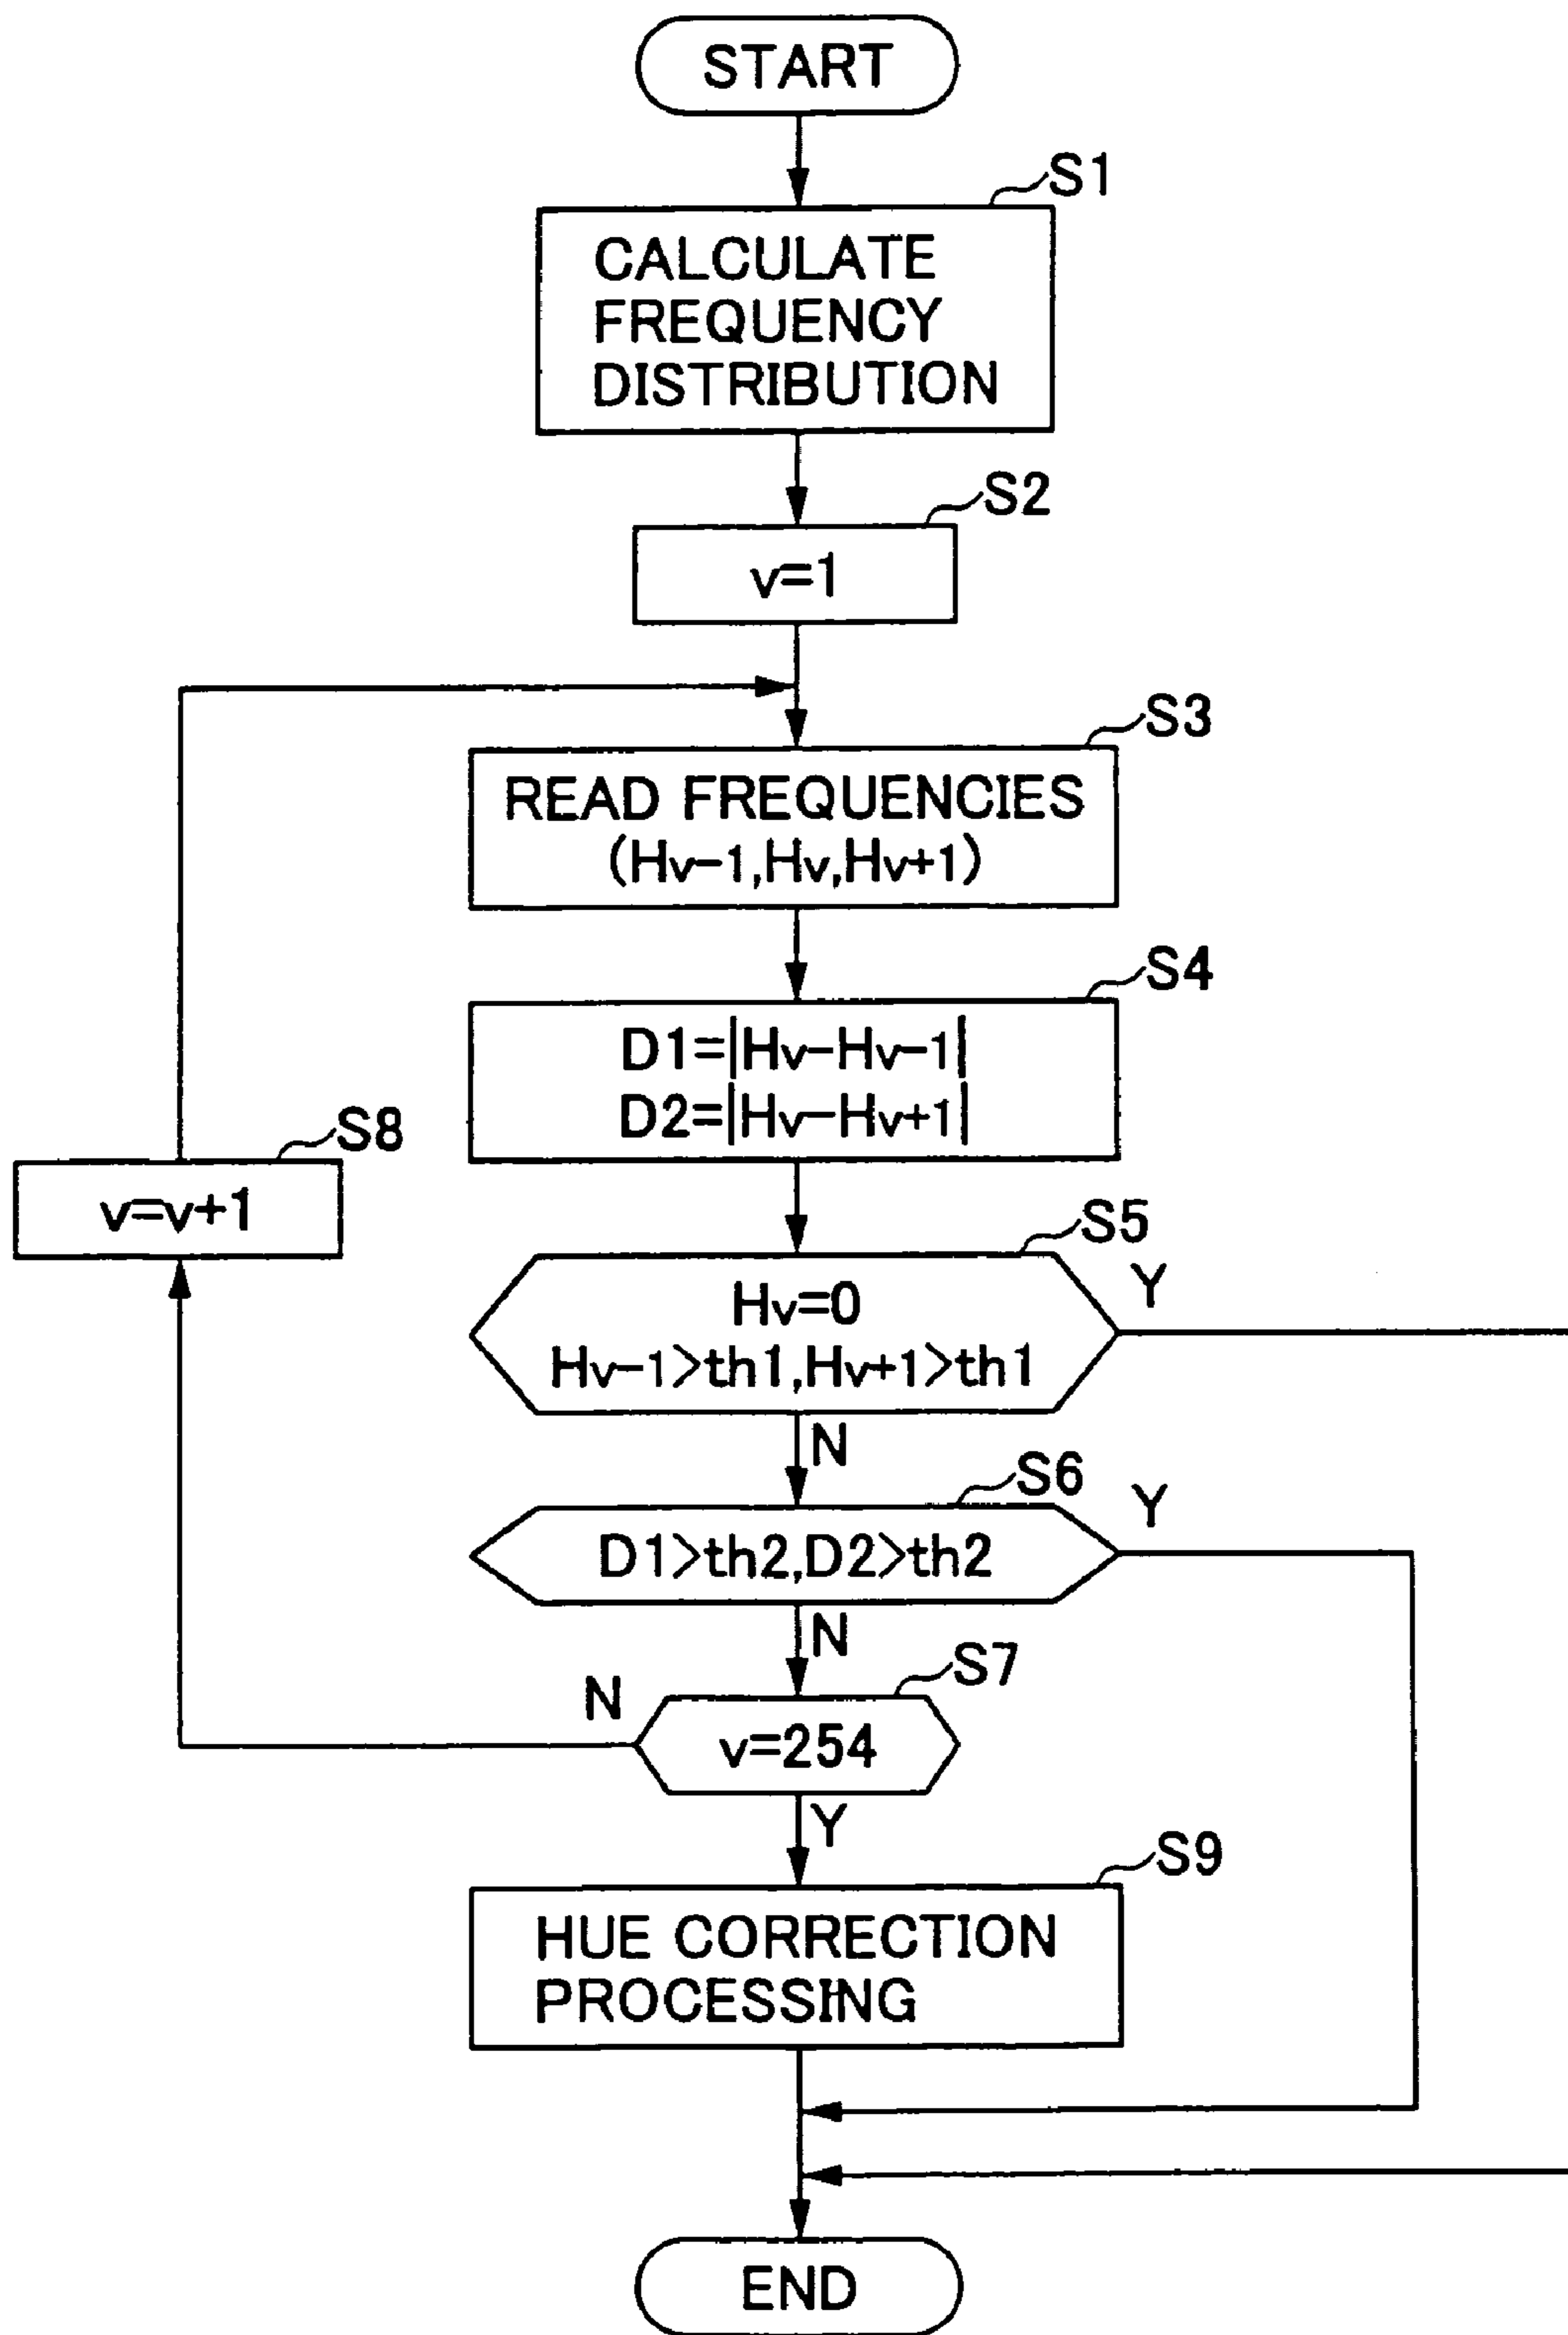 START
S1
CALCULATE
FREQUENCY
DISTRIBUTION
S2
v=1
S3
READ FREQUENCIES
(Hv-1,Hv,Hv+1)
S4
D1=|Hv-Hv-1|
D2=|Hv-Hv+1|
S8
v=v+1
S5
Hv=0
Hv-1>th1,Hv+1>th1
Y
N
S6
D1>th2,D2>th2
Y
N
S7
v=254
N
Y
S9
HUE CORRECTION
PROCESSING
END